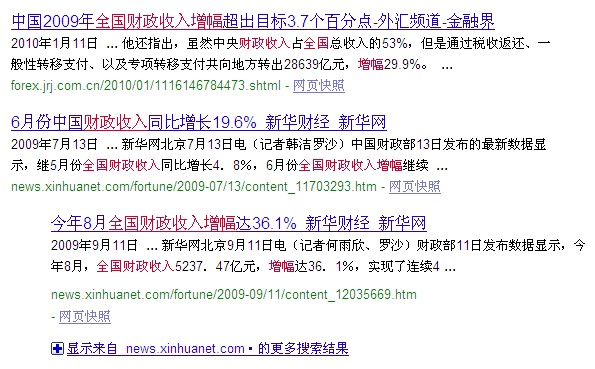 中国2009年全国财政收入增幅超出目标3.7个百分点-外汇频道-金融界
2010年1月11日 ... 他还指出，虽然中央财政收入占全国总收入的53%，但是通过税收返还、一
般性转移支付、以及专项转移支付共向地方转出28639亿元，增幅29.9%。 ...
forex.jrj.com.cn/2010/01/1116146784473.shtml - 网页快照
6月份中国财政收入同比增长19.6%_新华财经_新华网
2009年7月13日 ... 新华网北京7月13日电（记者韩洁罗沙）中国财政部13日发布的最新数据显
示，继5月份全国财政收入同比增长4．8%，6月份全国财政收入增幅继续 ...
news.xinhuanet.com/fortune/2009-07/13/content_11703293.htm - 网页快照
今年8月全国财政收入增幅达36.1%_新华财经_新华网
2009年9月11日 ... 新华网北京9月11日电（记者何雨欣、罗沙）财政部11日发布数据显示，今
年8月，全国财政收入5237．47亿元，增幅达36．1%，实现了连续4 ...
news.xinhuanet.com/fortune/2009-09/11/content_12035669.htm
- 网页快照
显示来自 news.xinhuanet.com 的更多搜索结果